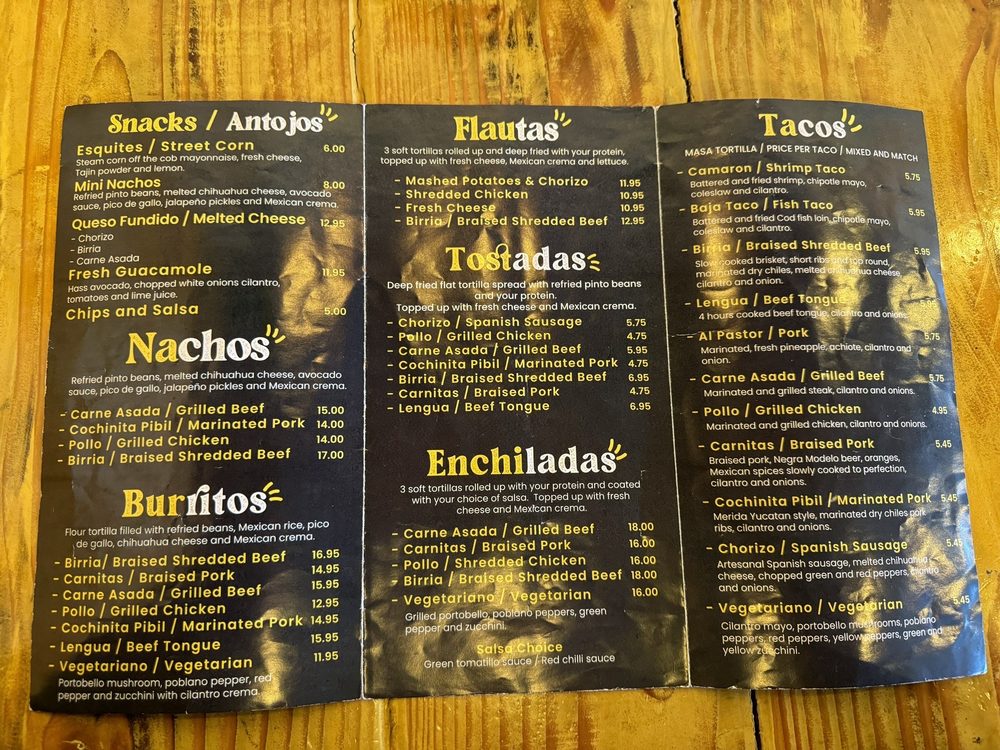 Snacks / Antojos
Esquites / Street Corn 6.00
Steam corn off the cob mayonnaise, fresh cheese,
Tajin powder and lemon.
Mini Nachos 8.00
Refried pinto beans, melted chihuahua cheese, avocado
sauce, pico de gallo, jalapeño pickles and Mexican crema.
Queso Fundido / Melted Cheese 12.95
- Chorizo
- Birria
- Carne Asada
Fresh Guacamole 11.95
Hass avocado, chopped white onions cilantro,
tomatoes and lime juice.
Chips and Salsa 5.00
Nachos
Refried pinto beans, melted chihuahua cheese, avocado
sauce, pico de gallo, jalapeño pickles and Mexican crema.
- Carne Asada / Grilled Beef 15.00
- Cochinita Pibil / Marinated Pork 14.00
- Pollo / Grilled Chicken 14.00
- Birria / Braised Shredded Beef 17.00
Burritos
Flour tortilla filled with refried beans, Mexican rice, pico
de gallo, chihuahua cheese and Mexican crema.
- Birria/ Braised Shredded Beef 16.95
- Carnitas / Braised Pork 14.95
- Carne Asada / Grilled Beef 15.95
- Pollo / Grilled Chicken 12.95
- Cochinita Pibil / Marinated Pork 14.95
- Lengua / Beef Tongue 15.95
- Vegetariano / Vegetarian 11.95
Portobello mushroom, poblano pepper, red
pepper and zucchini with cilantro crema.
Flautas
3 soft tortillas rolled up and deep fried with your protein,
topped up with fresh cheese, Mexican crema and lettuce.
- Mashed Potatoes & Chorizo 11.95
- Shredded Chicken 10.95
- Fresh Cheese 10.95
- Birria / Braised Shredded Beef 12.95
Tostadas
Deep fried flat tortilla spread with refried pinto beans
and your protein.
Topped up with fresh cheese and Mexican crema.
- Chorizo / Spanish Sausage 5.75
- Pollo / Grilled Chicken 4.75
- Carne Asada / Grilled Beef 5.95
- Cochinita Pibil / Marinated Pork 4.75
- Birria / Braised Shredded Beef 6.95
- Carnitas / Braised Pork 4.75
- Lengua / Beef Tongue 6.95
Enchiladas
3 soft tortillas rolled up with your protein and coated
with your choice of salsa. Topped up with fresh
cheese and Mexican crema.
- Carne Asada / Grilled Beef 18.00
- Carnitas / Braised Pork 16.00
- Pollo / Shredded Chicken 16.00
- Birria / Braised Shredded Beef 18.00
- Vegetariano / Vegetarian 16.00
Grilled portobello, poblano peppers, green
pepper and zucchini.
Salsa Choice
Green tomatillo sauce / Red chilli sauce
Tacos
MASA TORTILLA / PRICE PER TACO / MIXED AND MATCH
- Camaron / Shrimp Taco 5.75
Battered and fried shrimp, chipotle mayo,
coleslaw and cilantro.
- Baja Taco / Fish Taco 5.95
Battered and fried Cod fish loin, chipotle mayo,
coleslaw and cilantro.
- Birria / Braised Shredded Beef 5.95
Slow cooked brisket, short ribs and top round,
marinated dry chiles, melted chihuahua cheese,
cilantro and onion.
- Lengua / Beef Tongue
4 hours cooked beef tongue, cilantro and onion.
- Al Pastor / Pork 5.75
Marinated, fresh pineapple, achiote, cilantro and
onion.
- Carne Asada / Grilled Beef 5.75
Marinated and grilled steak, cilantro and onions.
- Pollo / Grilled Chicken 4.95
Marinated and grilled chicken, cilantro and onions.
- Carnitas / Braised Pork 5.45
Braised pork, Negra Modelo beer, oranges,
Mexican spices slowly cooked to perfection,
cilantro and onions.
- Cochinita Pibil / Marinated Pork 5.45
Merida Yucatan style, marinated dry chiles pork
ribs, cilantro and onions.
- Chorizo / Spanish Sausage 5.45
Artesanal Spanish sausage, melted chihuahua
cheese, chopped green and red peppers, cilantro
and onions.
- Vegetariano / Vegetarian 5.45
Cilantro mayo, portobello mushrooms, poblano
peppers, red peppers, yellow peppers, green and
yellow zucchini.